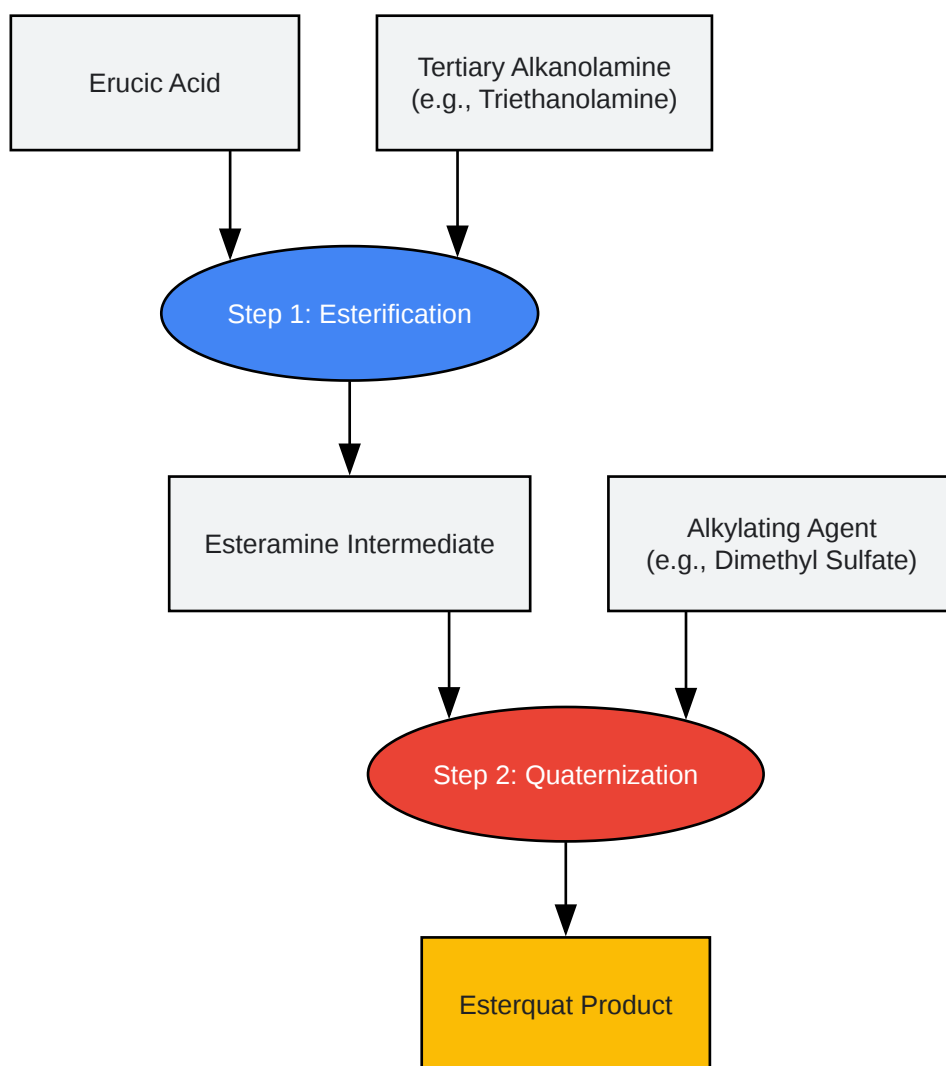 Erucic Acid
Tertiary Alkanolamine
(e.g., Triethanolamine)
Step 1: Esterification
Esteramine Intermediate
Alkylating Agent
(e.g., Dimethyl Sulfate)
Step 2: Quaternization
Esterquat Product